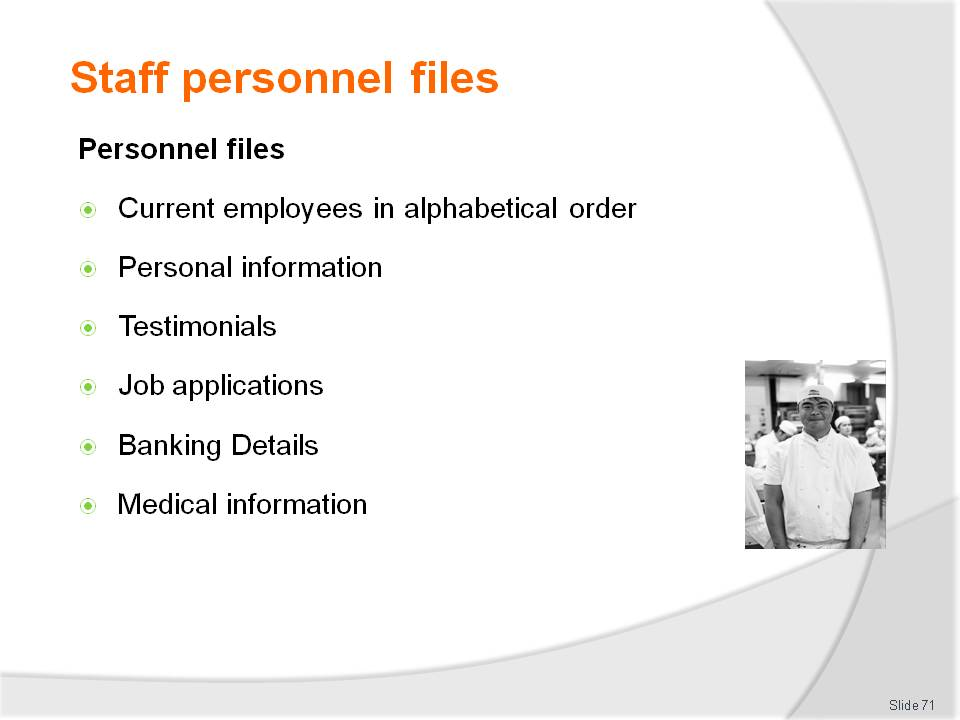 Staff personnel files
Personnel files
Current employees in alphabetical order
Personal information
Testimonials
Job applications
Banking Details
Medical information
Slide 71